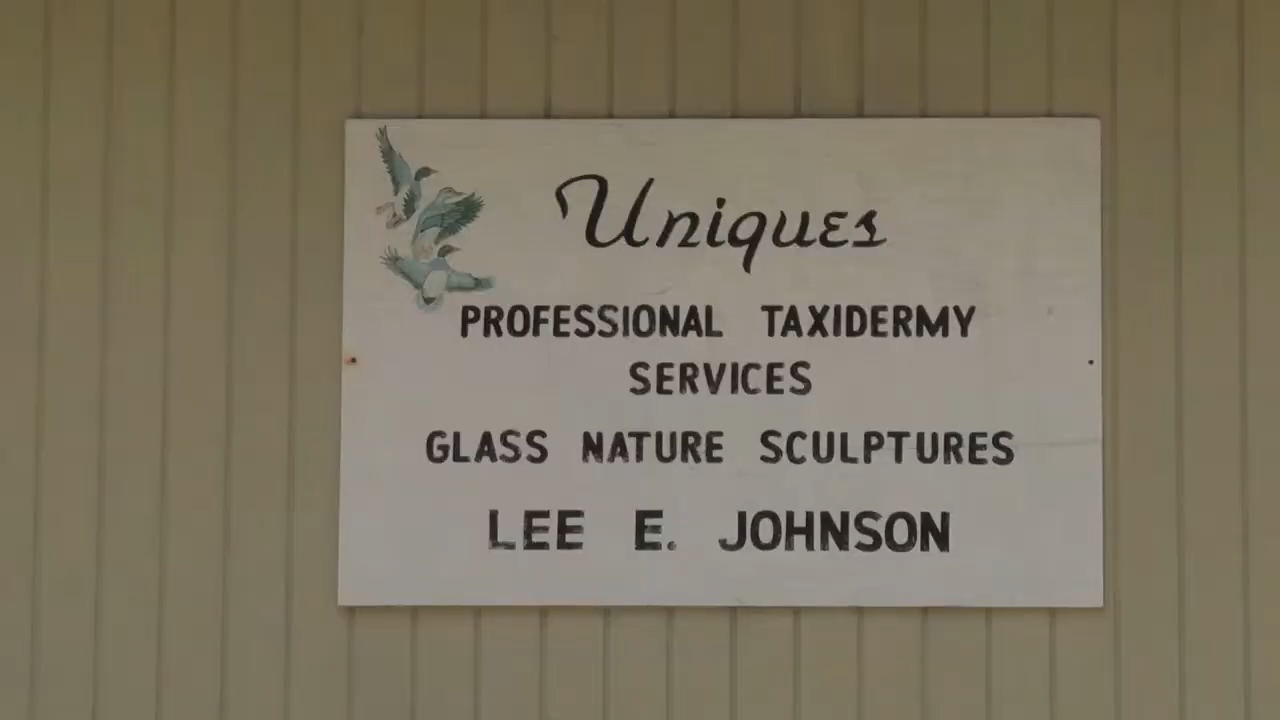 Uniques
PROFESSIONAL TAXIDERMY
SERVICES
GLASS NATURE SCULPTURES
LEE E. JOHNSON